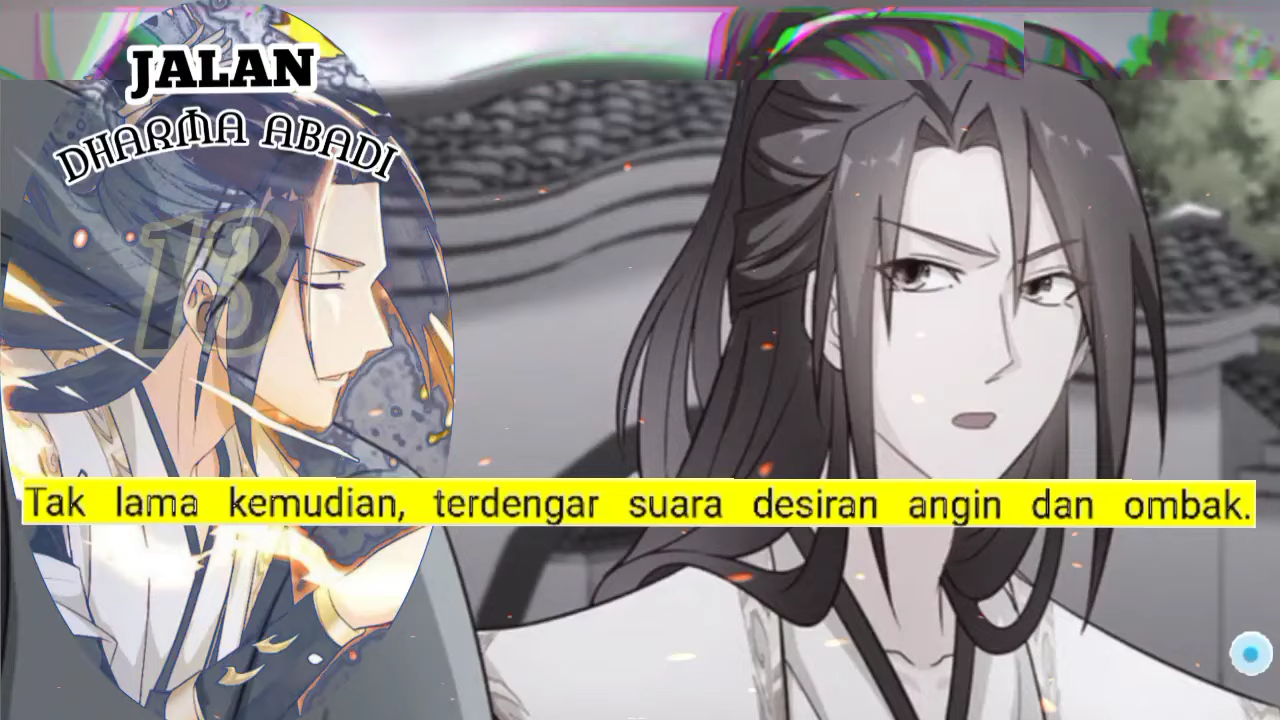 JALAN
DHARMA ABADI
13
Tak lama kemudian, terdengar suara desiran angin dan ombak.